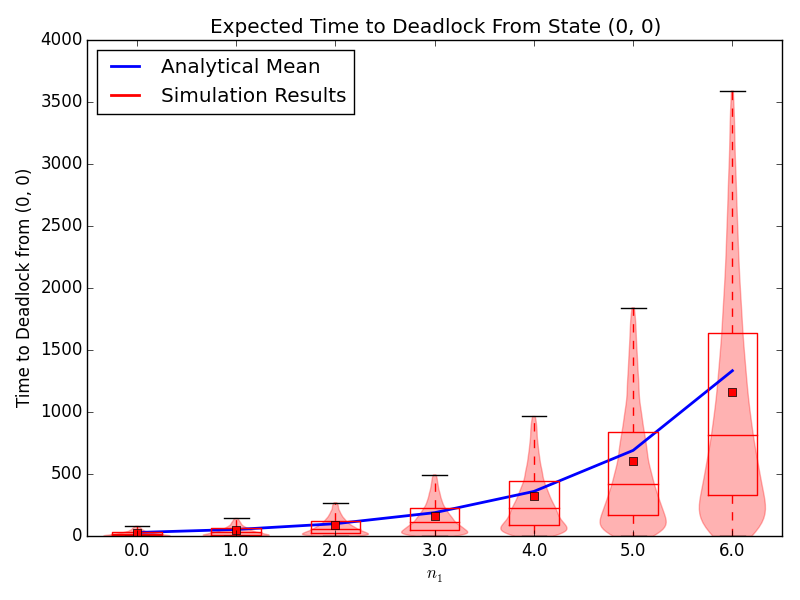 Expected Time to Deadlock From State (0, 0)
Analytical Mean
Simulation Results
Time to Deadlock from (0, 0)
4000
3500
3000
2500
2000
1500
1000
500
0
0.0 1.0 2.0 3.0 4.0 5.0 6.0
n₁